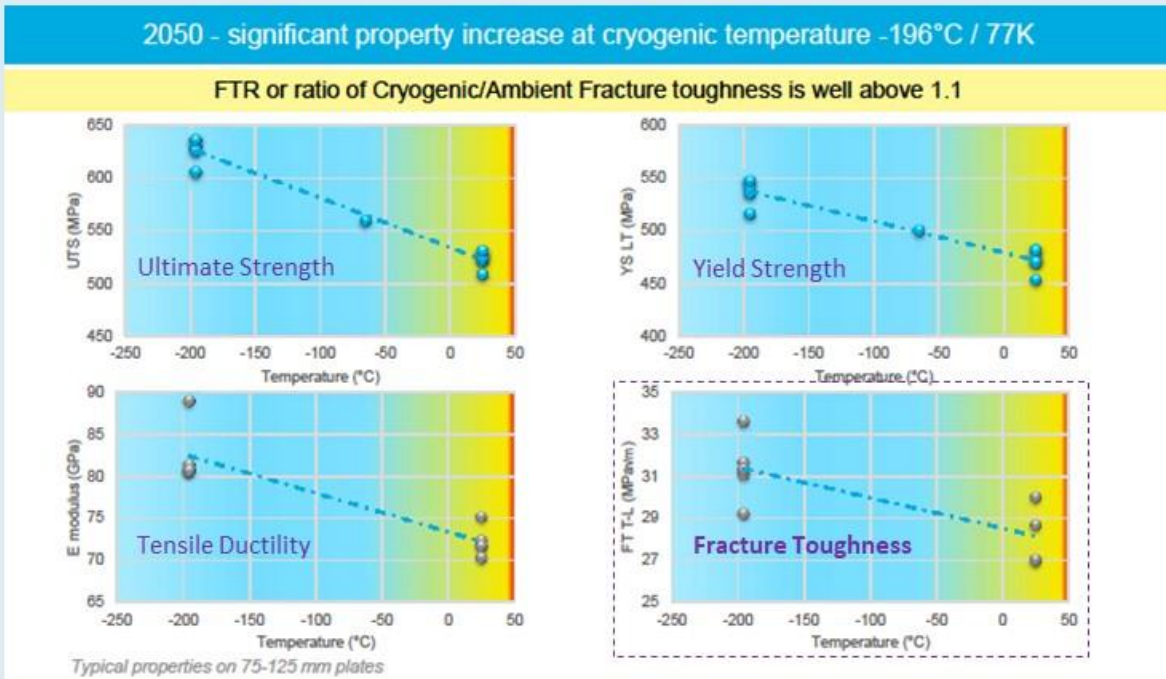 2050 - significant property increase at cryogenic temperature -196°C / 77K
FTR or ratio of Cryogenic/Ambient Fracture toughness is well above 1.1
650
600
550
500
450
UTS (MPa)
Ultimate Strength
-250 -200 -150 -100 -50 0 50
Temperature (°C)
600
550
500
450
400
YS LT (MPa)
Yield Strength
-250 -200 -150 -100 -50 0 50
Temperature (°C)
90
85
80
75
70
65
E modulus (GPa)
Tensile Ductility
-250 -200 -150 -100 -50 0 50
Temperature (°C)
35
33
31
29
27
25
FT T-L (MPavm)
Fracture Toughness
-250 -200 -150 -100 -50 0 50
Temperature (°C)
Typical properties on 75-125 mm plates